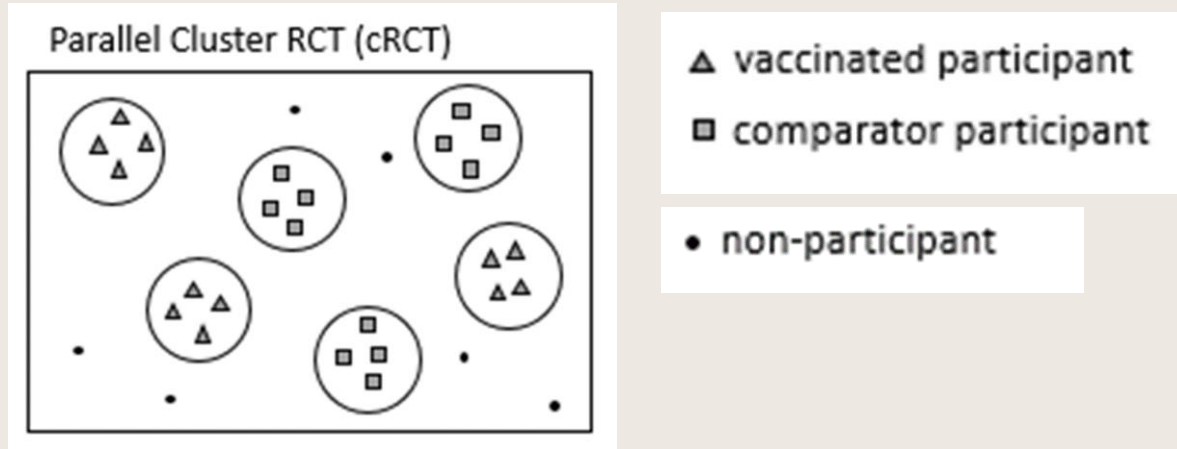 Parallel Cluster RCT (cRCT)
vaccinated participant
comparator participant
non-participant